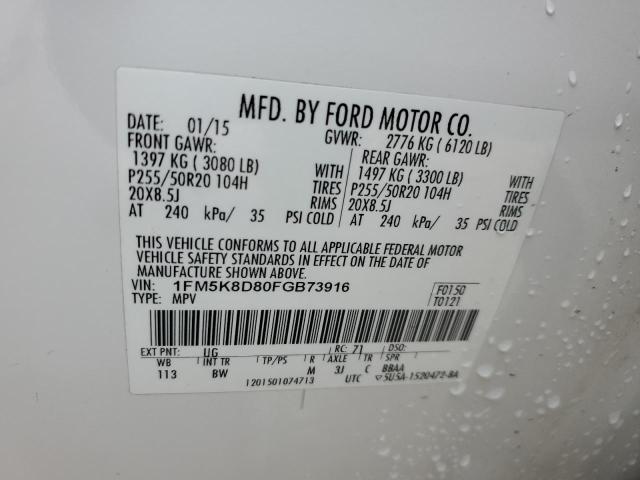 MFD. BY FORD MOTOR CO.
DATE: 01/15 GVWR: 2776 KG ( 6120 LB)
FRONT GAWR: REAR GAWR:
1397 KG ( 3080 LB) WITH 1497 KG ( 3300 LB) WITH
P255/50R20 104H TIRES P255/50R20 104H TIRES
20X8.5J RIMS 20X8.5J RIMS
AT 240 kPa/ 35 PSI COLD AT 240 kPa/ 35 PSI COLD
THIS VEHICLE CONFORMS TO ALL APPLICABLE FEDERAL MOTOR
VEHICLE SAFETY STANDARDS IN EFFECT ON THE DATE OF
MANUFACTURE SHOWN ABOVE.
VIN: 1FM5K8D80FGB73916 F0150
TYPE: MPV T0121
EXT PNT: UG RC: 71 DSO:
WB INT TR TP/PS R AXLE TR SPR
113 BW M 3J C BBAA
1201501074713 UTC 5U5A-1520472-BA